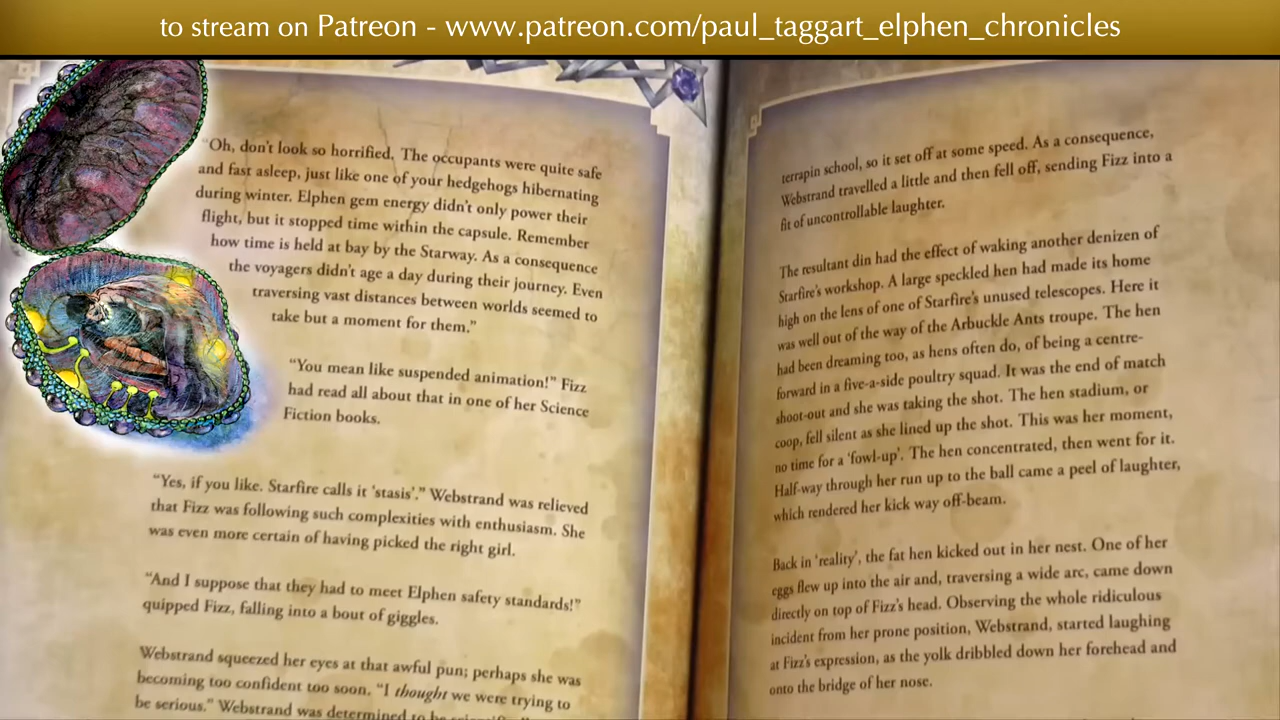 to stream on Patreon - www.patreon.com/paul_taggart_elphen_chronicles
"Oh, don't look so horrified. The occupants were quite safe
and fast asleep, just like one of your hedgehogs hibernating
during winter. Elphen gem energy didn't only power their
flight, but it stopped time within the capsule. Remember
how time is held at bay by the Starway. As a consequence
the voyagers didn't age a day during their journey. Even
traversing vast distances between worlds seemed to
take but a moment for them."
"You mean like suspended animation!" Fizz
had read all about that in one of her Science
Fiction books.
"Yes, if you like. Starfire calls it 'stasis'." Webstrand was relieved
that Fizz was following such complexities with enthusiasm. She
was even more certain of having picked the right girl.
"And I suppose that they had to meet Elphen safety standards!"
quipped Fizz, falling into a bout of giggles.
Webstrand squeezed her eyes at that awful pun; perhaps she was
becoming too confident too soon. "I thought we were trying to
be serious." Webstrand was determined to be
terrapin school, so it set off at some speed. As a consequence,
Webstrand travelled a little and then fell off, sending Fizz into a
fit of uncontrollable laughter.
The resultant din had the effect of waking another denizen of
Starfire's workshop. A large speckled hen had made its home
high on the lens of one of Starfire's unused telescopes. Here it
was well out of the way of the Arbuckle Ants troupe. The hen
had been dreaming too, as hens often do, of being a centre-
forward in a five-a-side poultry squad. It was the end of match
shoot-out and she was taking the shot. The hen stadium, or
coop, fell silent as she lined up the shot. This was her moment,
no time for a 'fowl-up'. The hen concentrated, then went for it.
Half-way through her run up to the ball came a peel of laughter,
which rendered her kick way off-beam.
Back in 'reality', the fat hen kicked out in her nest. One of her
eggs flew up into the air and, traversing a wide arc, came down
directly on top of Fizz's head. Observing the whole ridiculous
incident from her prone position, Webstrand, started laughing
at Fizz's expression, as the yolk dribbled down her forehead and
onto the bridge of her nose.